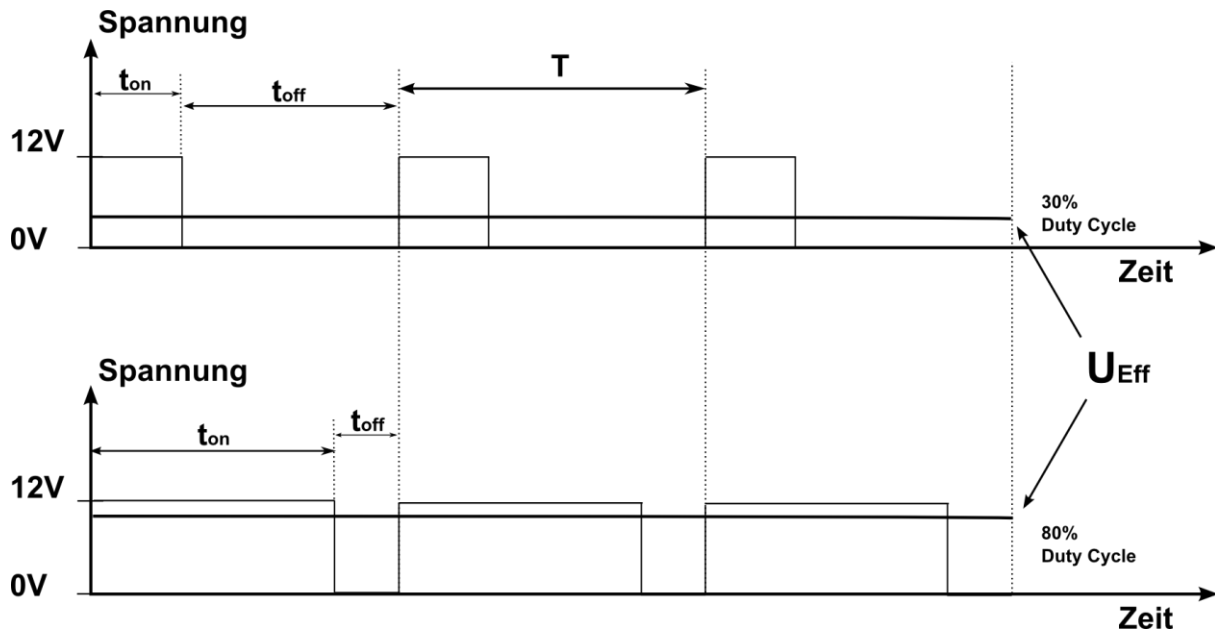 Spannung
ton
toff
T
12V
0V
30%
Duty Cycle
Zeit
UEff
Spannung
ton
toff
12V
0V
80%
Duty Cycle
Zeit